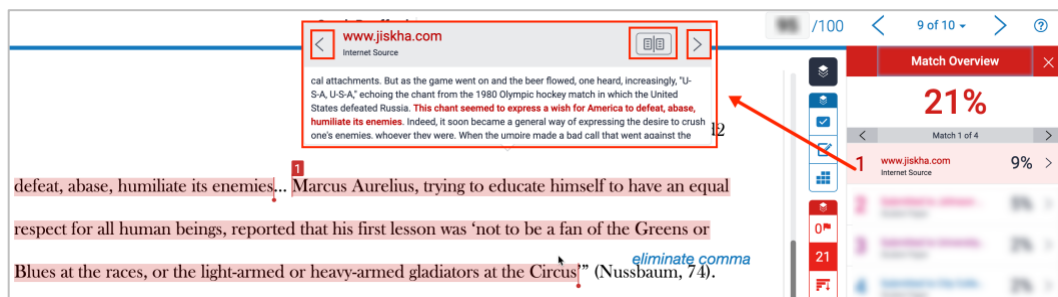 /100
9 of 10
www.jiskha.com
Internet Source
cal attachments. But as the game went on and the beer flowed, one heard, increasingly, "U-
S-A, U-S-A," echoing the chant from the 1980 Olympic hockey match in which the United
States defeated Russia. This chant seemed to express a wish for America to defeat, abase,
humiliate its enemies. Indeed, it soon became a general way of expressing the desire to crush
one's enemies, whoever they were. When the umpire made a bad call that went against the
Match Overview
21%
Match 1 of 4
1 www.jiskha.com 9%
Internet Source
2
3
4
0
21
1
defeat, abase, humiliate its enemies... Marcus Aurelius, trying to educate himself to have an equal
respect for all human beings, reported that his first lesson was ‘not to be a fan of the Greens or
eliminate comma
Blues at the races, or the light-armed or heavy-armed gladiators at the Circus’” (Nussbaum, 74).